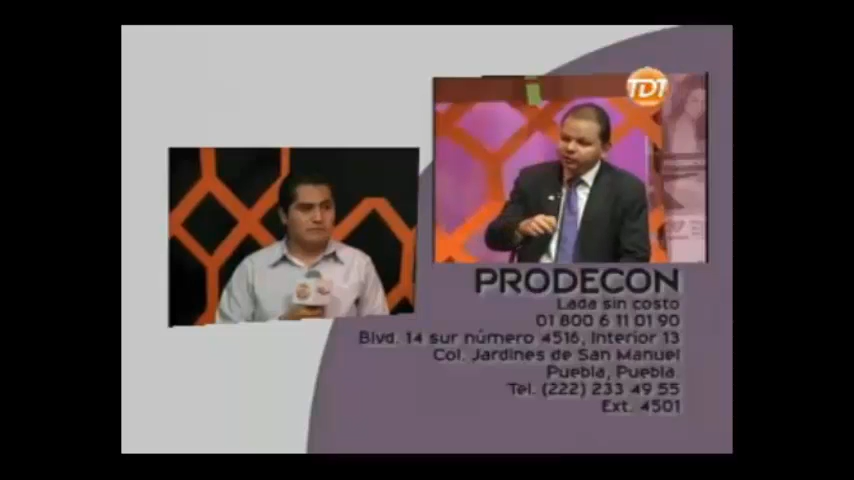 TDT
PRODECON
Lada sin costo
01 800 6 11 01 90
Blvd. 14 sur número 4516, Interior 13
Col. Jardines de San Manuel
Puebla, Puebla.
Tel. (222) 233 49 55
Ext. 4501